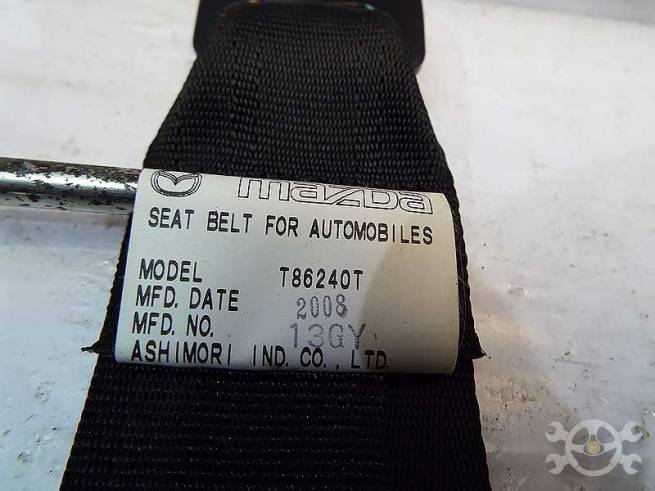 mazda
SEAT BELT FOR AUTOMOBILES
MODEL T86240T
MFD. DATE 2008
MFD. NO. 13GY
ASHIMORI IND. CO., LTD.